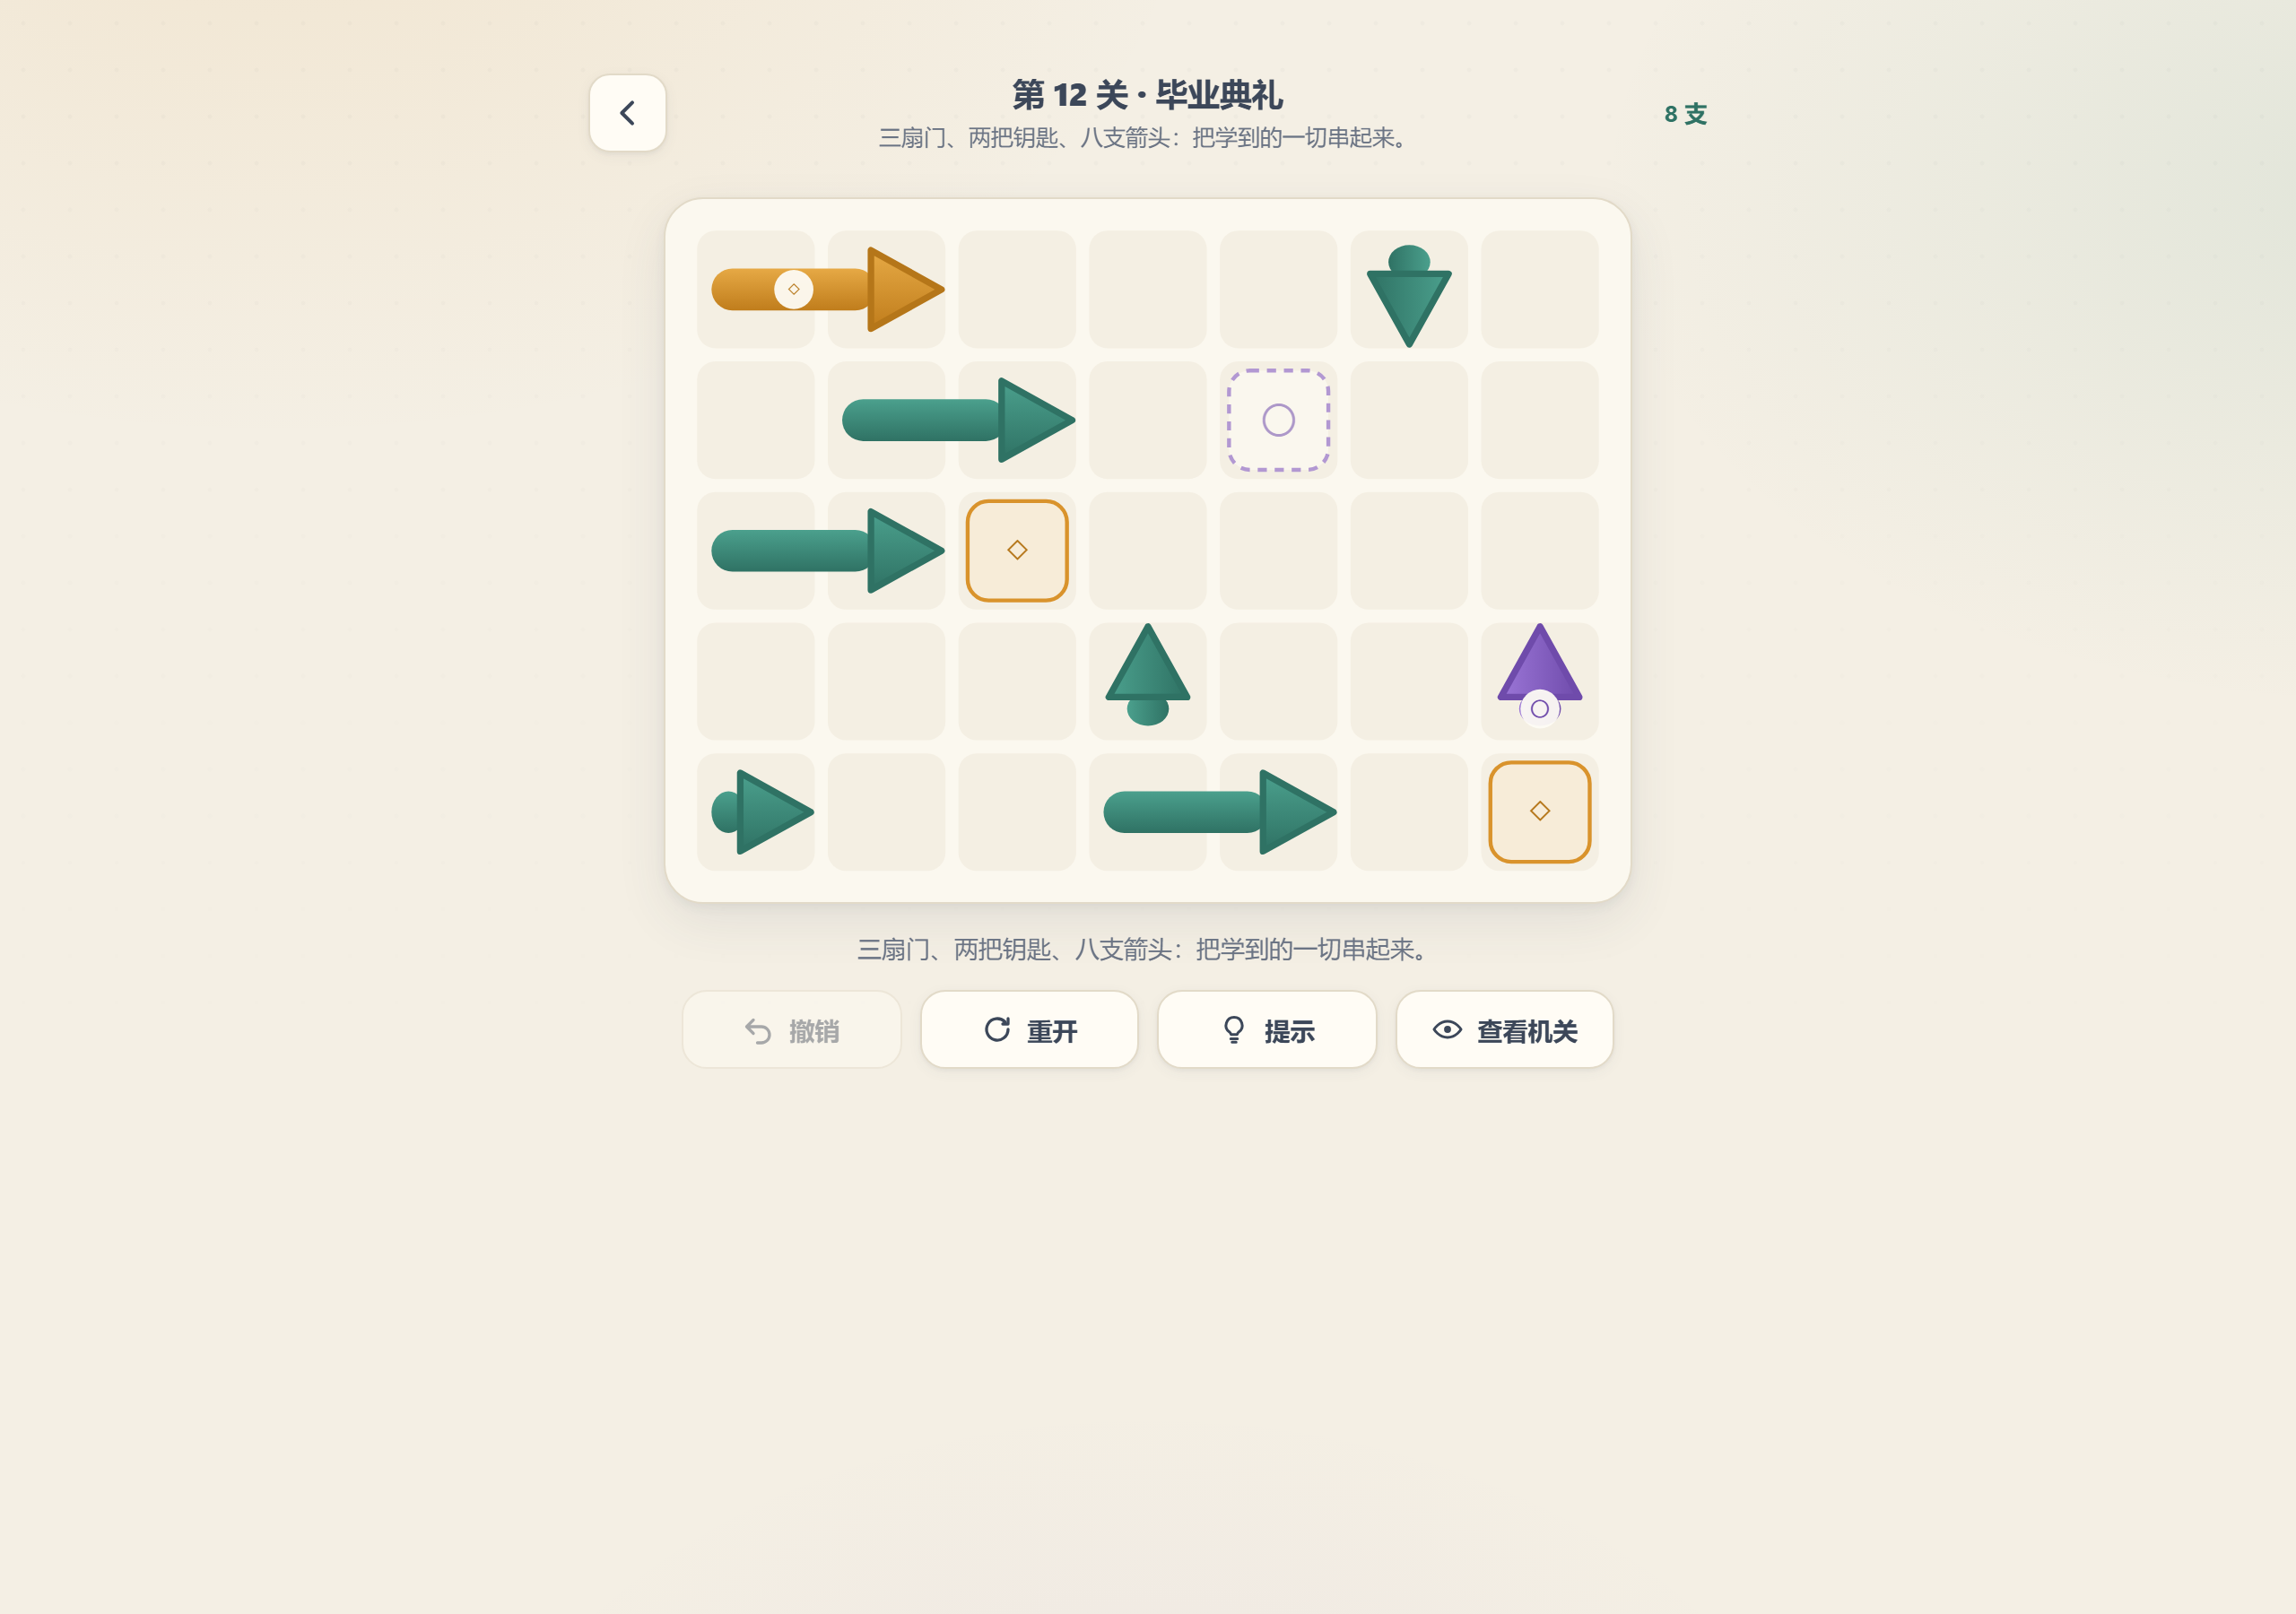 第 12 关 · 毕业典礼
三扇门、两把钥匙、八支箭头：把学到的一切串起来。
8 支
三扇门、两把钥匙、八支箭头：把学到的一切串起来。
撤销
重开
提示
查看机关